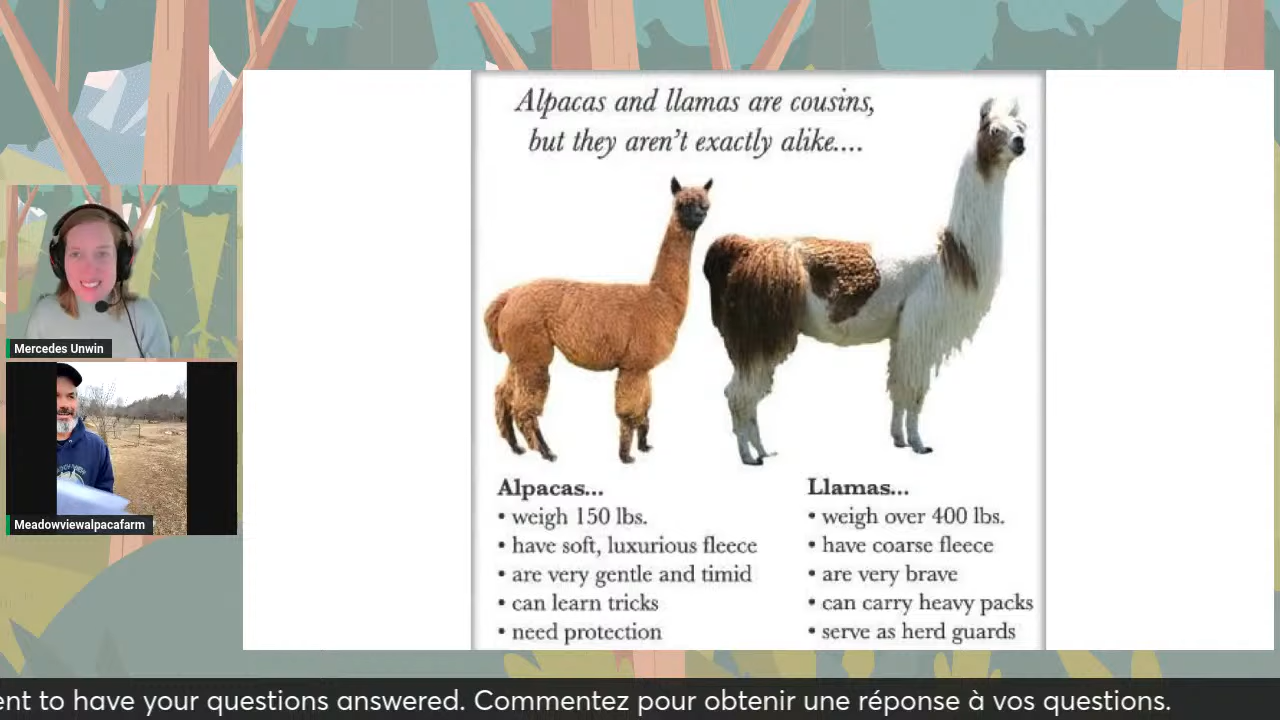 Alpacas and llamas are cousins,
but they aren't exactly alike....
Mercedes Unwin
Meadowviewalpacafarm
Alpacas...
• weigh 150 lbs.
• have soft, luxurious fleece
• are very gentle and timid
• can learn tricks
• need protection
Llamas...
• weigh over 400 lbs.
• have coarse fleece
• are very brave
• can carry heavy packs
• serve as herd guards
ent to have your questions answered. Commentez pour obtenir une réponse à vos questions.